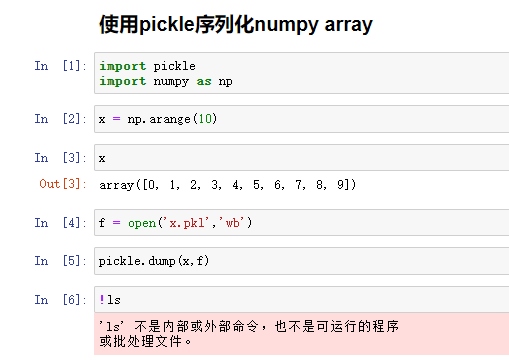 使用pickle序列化numpy array
In [1]: import pickle
import numpy as np
In [2]: x = np.arange(10)
In [3]: x
Out[3]: array([0, 1, 2, 3, 4, 5, 6, 7, 8, 9])
In [4]: f = open('x.pkl','wb')
In [5]: pickle.dump(x,f)
In [6]: !ls
'ls' 不是内部或外部命令，也不是可运行的程序
或批处理文件。